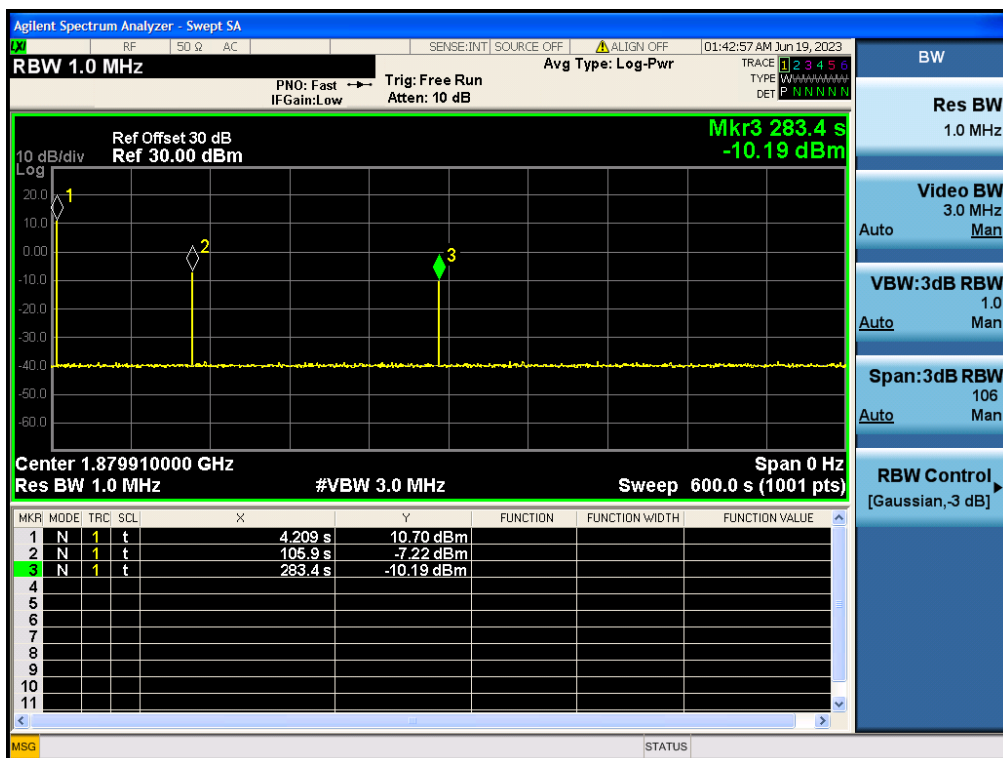 Agilent Spectrum Analyzer - Swept SA
LXI RF 50 Ω AC SENSE:INT SOURCE OFF ALIGN OFF 01:42:57 AM Jun 19, 2023
RBW 1.0 MHz
PNO: Fast
IFGain:Low
Trig: Free Run
Atten: 10 dB
Avg Type: Log-Pwr
TRACE 1 2 3 4 5 6
TYPE
DET P N N N N N
Mkr3 283.4 s
-10.19 dBm
Ref Offset 30 dB
Ref 30.00 dBm
10 dB/div
Log
20.0
10.0
0.00
-10.0
-20.0
-30.0
-40.0
-50.0
-60.0
1
2
3
Center 1.879910000 GHz Span 0 Hz
Res BW 1.0 MHz #VBW 3.0 MHz Sweep 600.0 s (1001 pts)
MKR MODE TRC SCL X Y FUNCTION FUNCTION WIDTH FUNCTION VALUE
1 N 1 t 4.209 s 10.70 dBm
2 N 1 t 105.9 s -7.22 dBm
3 N 1 t 283.4 s -10.19 dBm
4
5
6
7
8
9
10
11
MSG STATUS
BW
Res BW
1.0 MHz
Video BW
3.0 MHz
Auto Man
VBW:3dB RBW
1.0
Auto Man
Span:3dB RBW
106
Auto Man
RBW Control
[Gaussian,-3 dB]